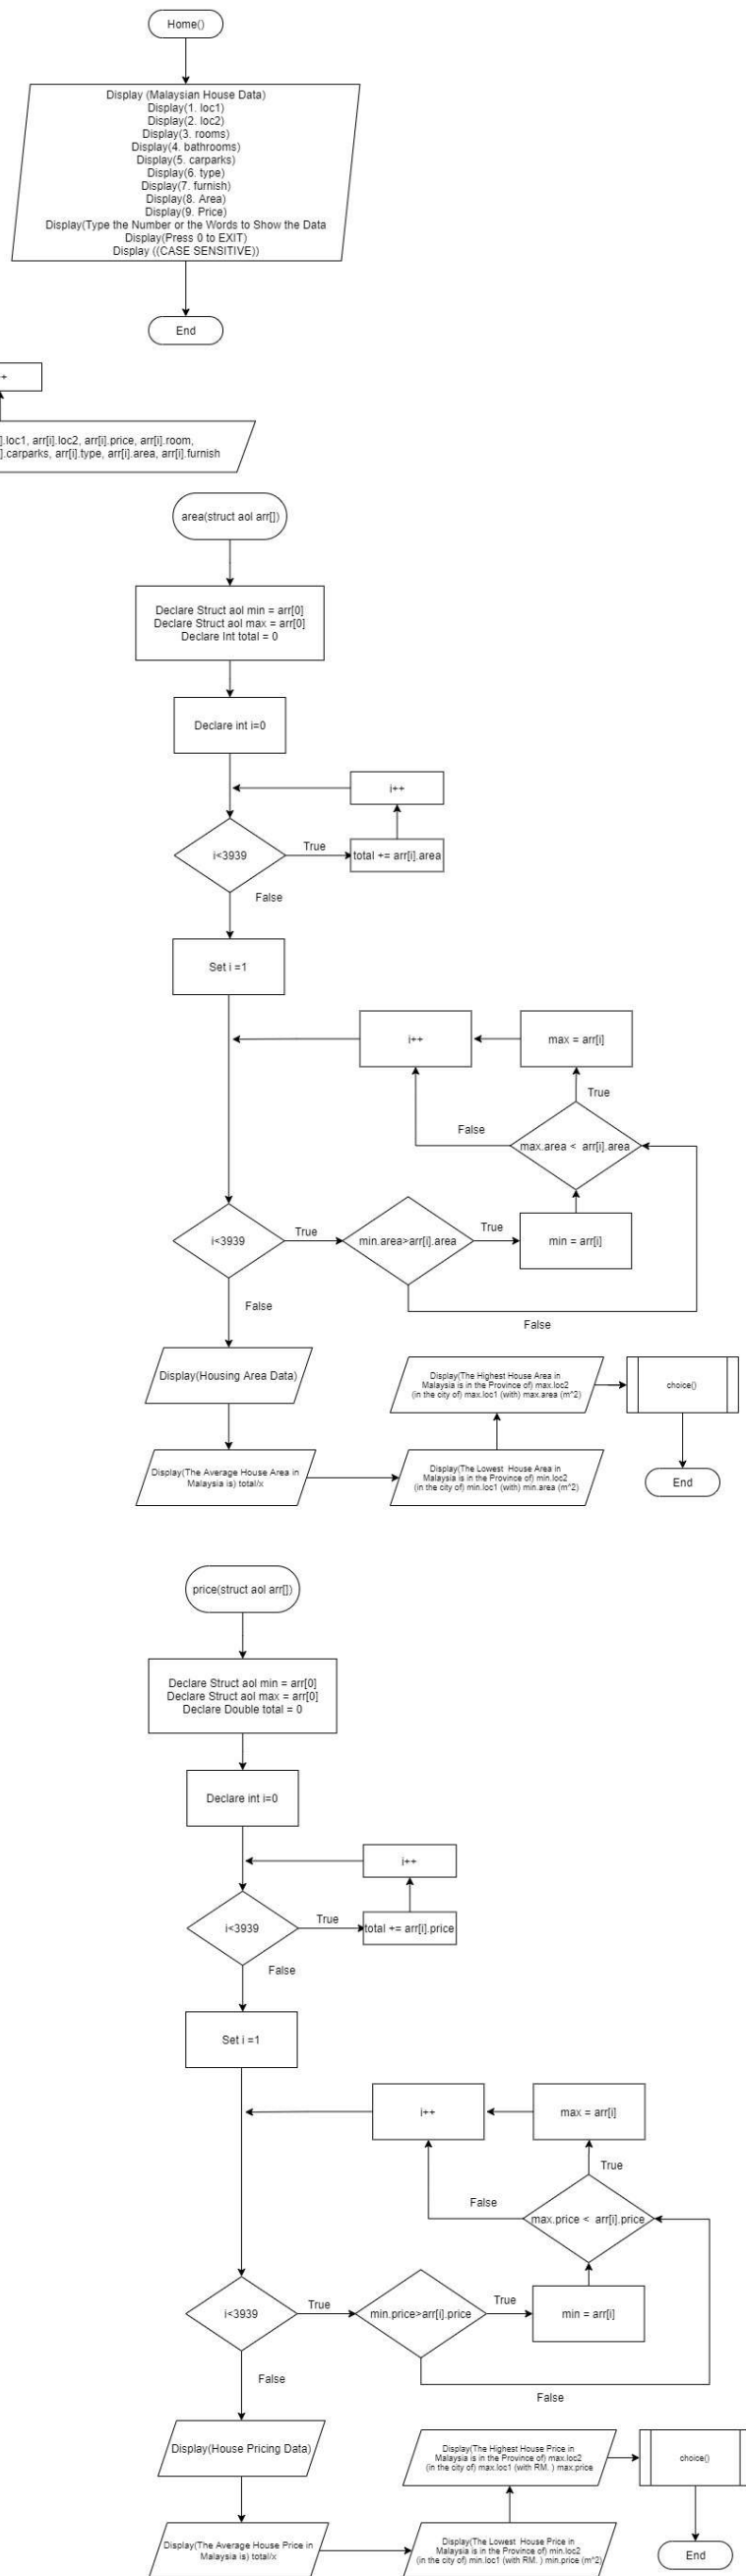 Home()
Display (Malaysian House Data)
Display(1. loc1)
Display(2. loc2)
Display(3. rooms)
Display(4. bathrooms)
Display(5. carparks)
Display(6. type)
Display(7. furnish)
Display(8. Area)
Display(9. Price)
Display(Type the Number or the Words to Show the Data
Display(Press 0 to EXIT)
Display ((CASE SENSITIVE))
End
+
].loc1, arr[i].loc2, arr[i].price, arr[i].room,
].carparks, arr[i].type, arr[i].area, arr[i].furnish
area(struct aol arr[])
Declare Struct aol min = arr[0]
Declare Struct aol max = arr[0]
Declare Int total = 0
Declare int i=0
i++
i<3939
True
total += arr[i].area
False
Set i =1
i++
max = arr[i]
True
False
max.area < arr[i].area
i<3939
True
min.area>arr[i].area
True
min = arr[i]
False
False
Display(Housing Area Data)
Display(The Highest House Area in
Malaysia is in the Province of) max.loc2
(in the city of) max.loc1 (with) max.area (m^2)
choice()
Display(The Average House Area in
Malaysia is) total/x
Display(The Lowest House Area in
Malaysia is in the Province of) min.loc2
(in the city of) min.loc1 (with) min.area (m^2)
End
price(struct aol arr[])
Declare Struct aol min = arr[0]
Declare Struct aol max = arr[0]
Declare Double total = 0
Declare int i=0
i++
i<3939
True
total += arr[i].price
False
Set i =1
i++
max = arr[i]
True
False
max.price < arr[i].price
i<3939
True
min.price>arr[i].price
True
min = arr[i]
False
False
Display(House Pricing Data)
Display(The Highest House Price in
Malaysia is in the Province of) max.loc2
(in the city of) max.loc1 (with RM. ) max.price
choice()
Display(The Average House Price in
Malaysia is) total/x
Display(The Lowest House Price in
Malaysia is in the Province of) min.loc2
(in the city of) min.loc1 (with RM. ) min.price (m^2)
End